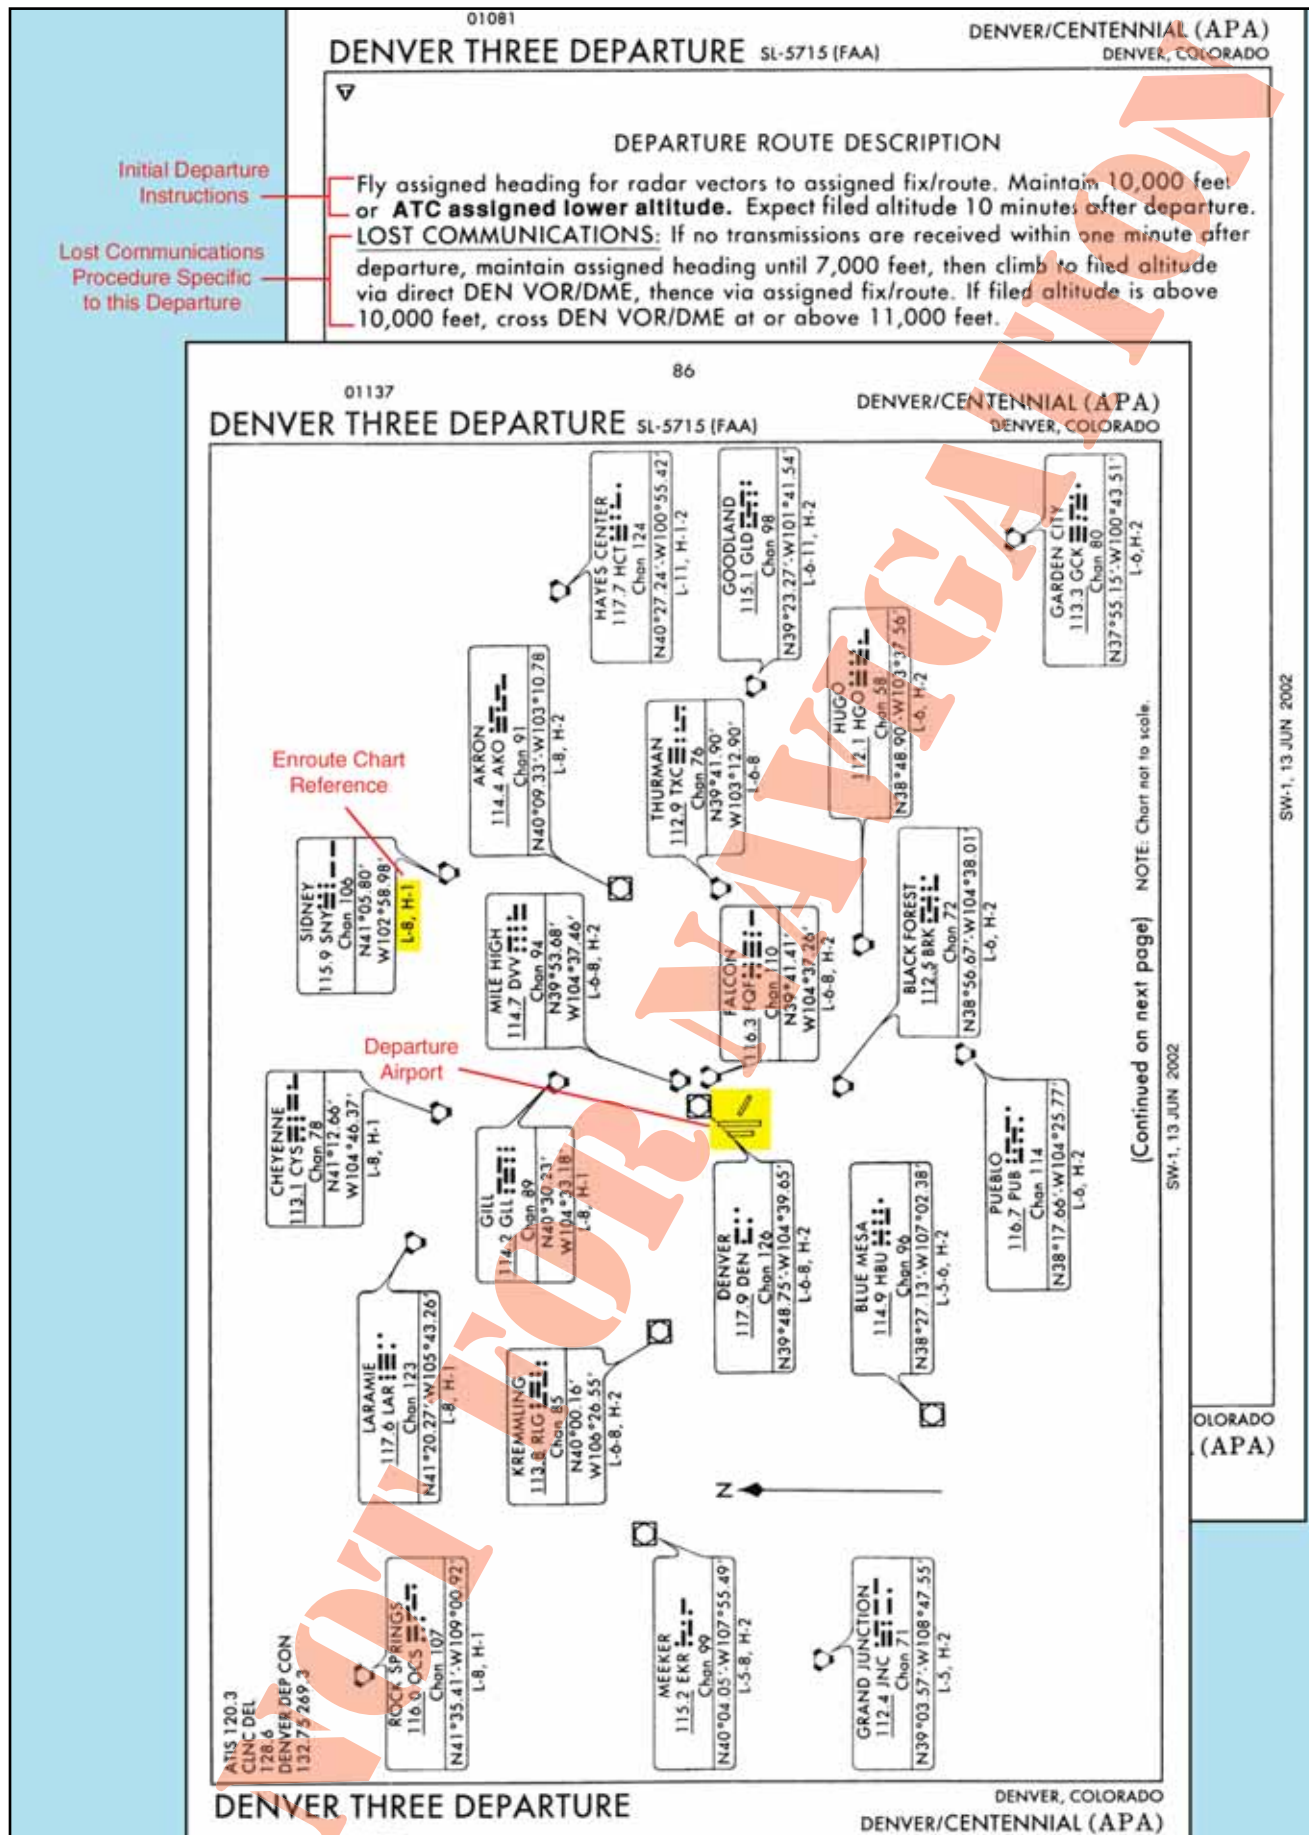 01081
DENVER THREE DEPARTURE SL-5715 (FAA)
DENVER/CENTENNIAL (APA)
DENVER, COLORADO
T
DEPARTURE ROUTE DESCRIPTION
Initial Departure
Instructions
Fly assigned heading for radar vectors to assigned fix/route. Maintain 10,000 feet
or ATC assigned lower altitude. Expect filed altitude 10 minutes after departure.
Lost Communications
Procedure Specific
to this Departure
LOST COMMUNICATIONS: If no transmissions are received within one minute after
departure, maintain assigned heading until 7,000 feet, then climb to filed altitude
via direct DEN VOR/DME, thence via assigned fix/route. If filed altitude is above
10,000 feet, cross DEN VOR/DME at or above 11,000 feet.
86
01137
DENVER THREE DEPARTURE SL-5715 (FAA)
DENVER/CENTENNIAL (APA)
DENVER, COLORADO
HAYES CENTER
117.7 HCT
Chan 124
N40°27.24'-W100°55.42'
L-11, H-1-2
GOODLAND
115.1 GLD
Chan 98
N39°23.27'-W101°41.54'
L-6-11, H-2
GARDEN CITY
113.3 GCK
Chan 80
N37°55.15'-W100°43.51'
L-6,H-2
AKRON
114.4 AKO
Chan 91
N40°09.33'-W103°10.78
L-8, H-2
THURMAN
112.9 TXC
Chan 76
N39°41.90'
W103°12.90'
L-6-8
HUGO
112.1 HGO
Chan 58
N38°48.90'-W103°37.56'
L-6, H-2
Enroute Chart
Reference
SIDNEY
115.9 SNY
Chan 106
N41°05.80'
W102°58.98'
L-8, H-1
MILE HIGH
114.7 DVV
Chan 94
N39°53.68'
W104°37.46'
L-6-8, H-2
FALCON
116.3 FQF
Chan 110
N39°41.41'
W104°37.26'
L-6-8, H-2
BLACK FOREST
112.5 BRK
Chan 72
N38°56.67'-W104°38.01'
L-6, H-2
Departure
Airport
CHEYENNE
113.1 CYS
Chan 78
N41°12.66'
W104°46.37'
L-8, H-1
GILL
114.2 GLL
Chan 89
N40°30.23'
W104°33.18'
L-8, H-1
DENVER
117.9 DEN
Chan 126
N39°48.75'-W104°39.65'
L-6-8, H-2
BLUE MESA
114.9 HBU
Chan 96
N38°27.13'-W107°02.38'
L-5-6, H-2
PUEBLO
116.7 PUB
Chan 114
N38°17.66'-W104°25.77'
L-6, H-2
LARAMIE
117.6 LAR
Chan 123
N41°20.27'-W105°43.26'
L-8, H-1
KREMMLING
113.8 RLG
Chan 85
N40°00.16'
W106°26.55'
L-6-8, H-2
N
ROCK SPRINGS
116.0 OCS
Chan 107
N41°35.41'-W109°00.92'
L-8, H-1
MEEKER
115.2 EKR
Chan 99
N40°04.05'-W107°55.49'
L-5-8, H-2
GRAND JUNCTION
112.4 JNC
Chan 71
N39°03.57'-W108°47.55'
L-5, H-2
ATIS 120.3
CLNC DEL
128.6
DENVER DEP CON
132.75 269.3
(Continued on next page)
NOTE: Chart not to scale.
SW-1, 13 JUN 2002
SW-1, 13 JUN 2002
OLORADO
(APA)
DENVER THREE DEPARTURE
DENVER, COLORADO
DENVER/CENTENNIAL (APA)
NOT FOR NAVIGATION